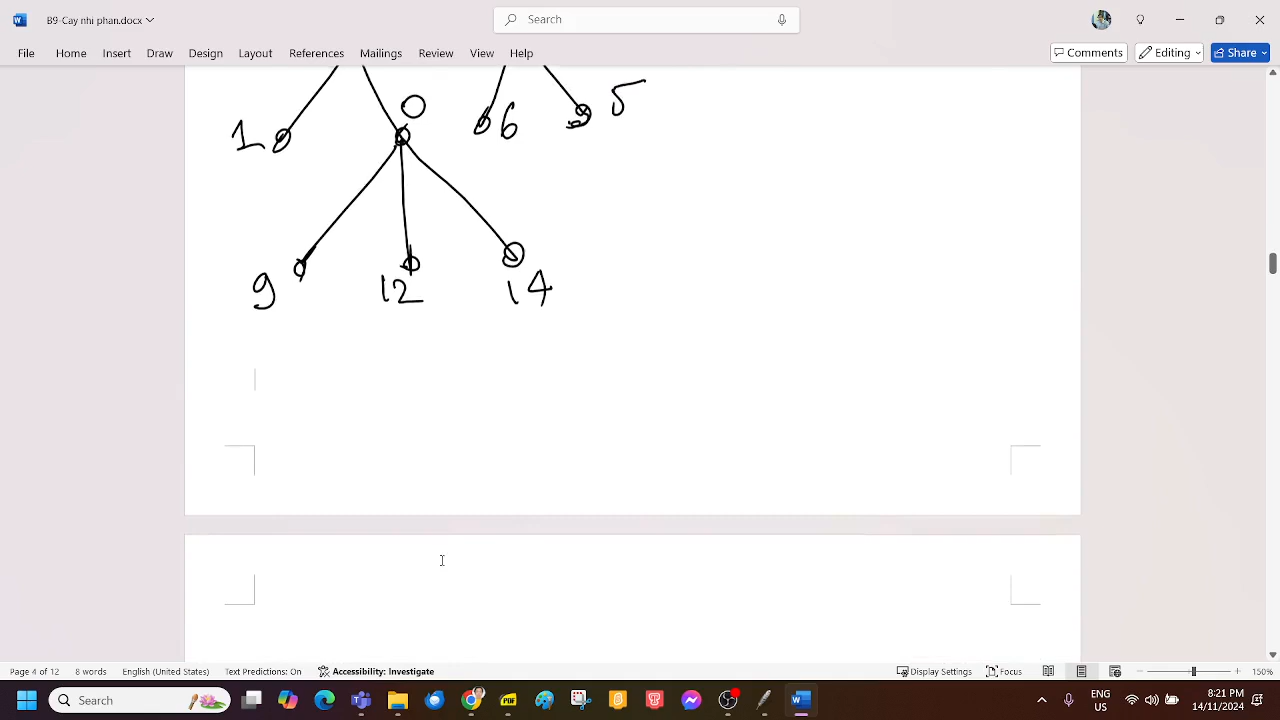 B9-Cay nhi phan.docx
Search
File Home Insert Draw Design Layout References Mailings Review View Help
Comments Editing Share
0 5
1 6
9 12 14
Page 4 of 12 8 words English (United States) Text Predictions: On Accessibility: Investigate Display Settings Focus 150%
Search PDF ENG 8:21 PM
US 14/11/2024